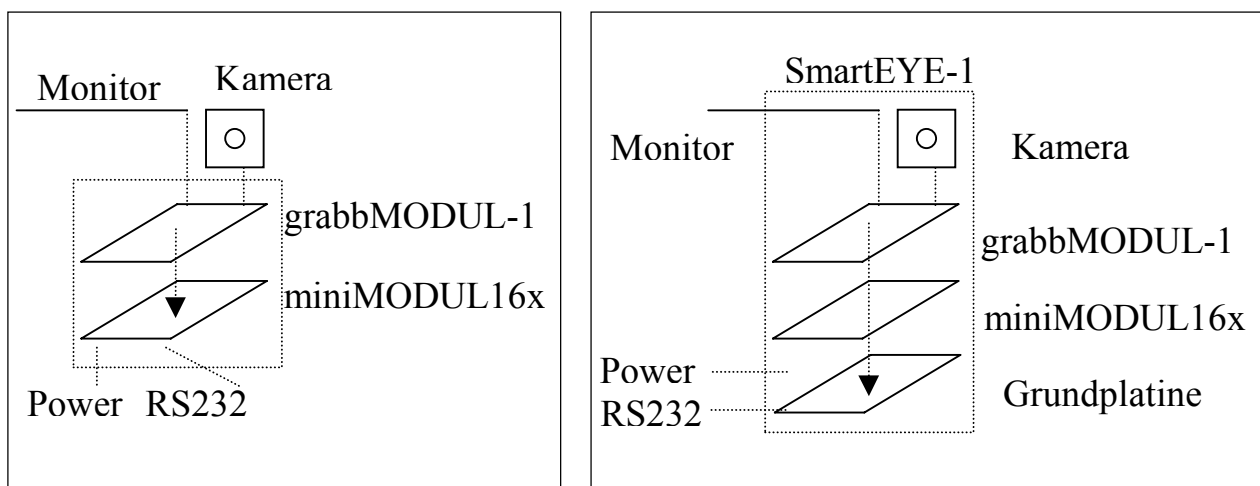 Monitor
Kamera
grabbMODUL-1
miniMODUL16x
Power RS232
SmartEYE-1
Monitor
Kamera
grabbMODUL-1
miniMODUL16x
Power
RS232
Grundplatine